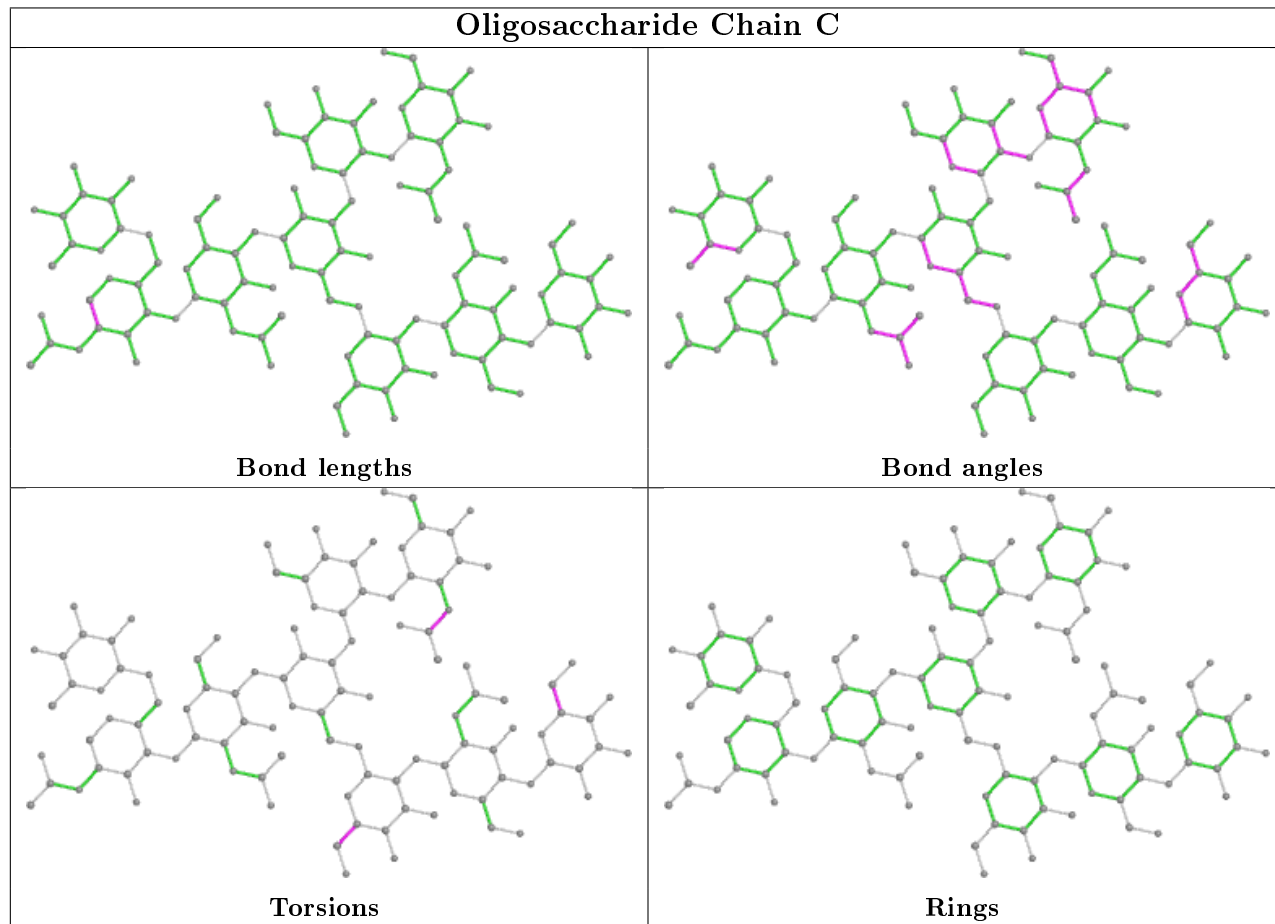 Oligosaccharide Chain C
Bond lengths
Bond angles
Torsions
Rings